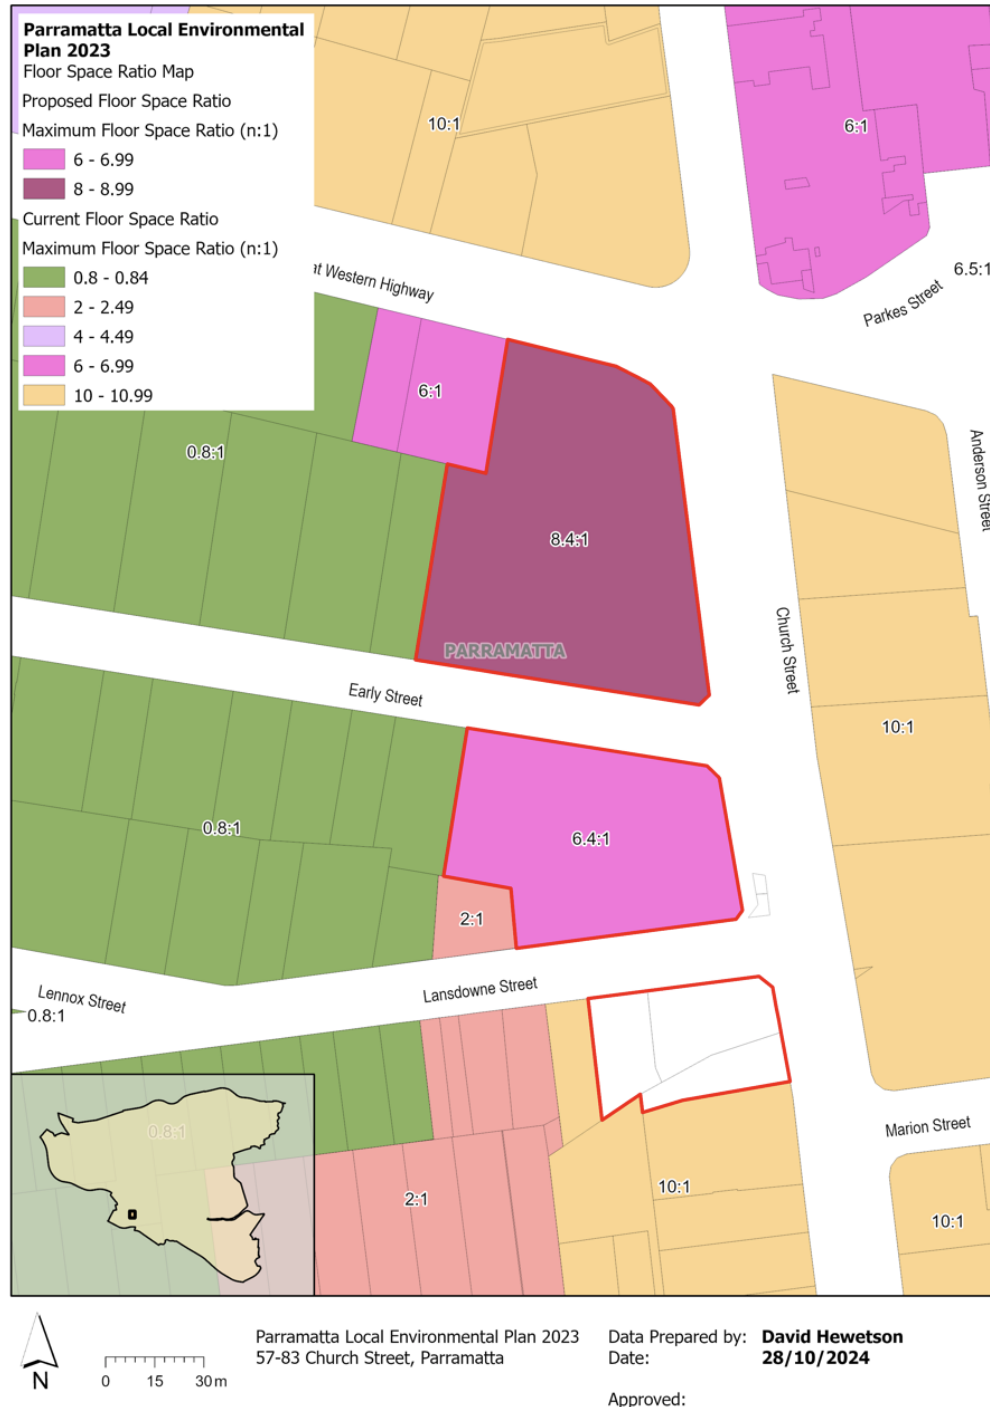 Parramatta Local Environmental
Plan 2023
Floor Space Ratio Map
Proposed Floor Space Ratio
Maximum Floor Space Ratio (n:1)
6 - 6.99
8 - 8.99
Current Floor Space Ratio
Maximum Floor Space Ratio (n:1)
0.8 - 0.84
2 - 2.49
4 - 4.49
6 - 6.99
10 - 10.99
10:1
6:1
6.5:1
Western Highway
Parkes Street
6:1
0.8:1
Anderson Street
8.4:1
Church Street
PARRAMATTA
Early Street
10:1
0.8:1
6.4:1
2:1
Lansdowne Street
Lennox Street
0.8:1
Marion Street
0.8:1
2:1
10:1
10:1
N
0 15 30 m
Parramatta Local Environmental Plan 2023
57-83 Church Street, Parramatta
Data Prepared by: David Hewetson
Date: 28/10/2024
Approved: